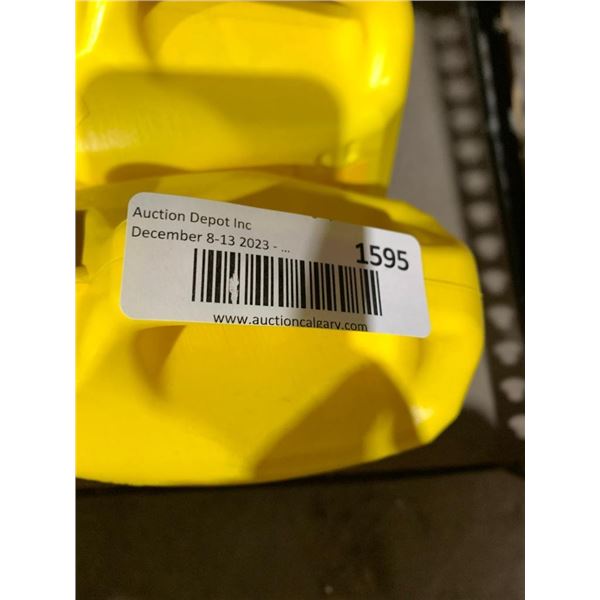 Auction Depot Inc
December 8-13 2023 - ...
1595
www.auctioncalgary.com